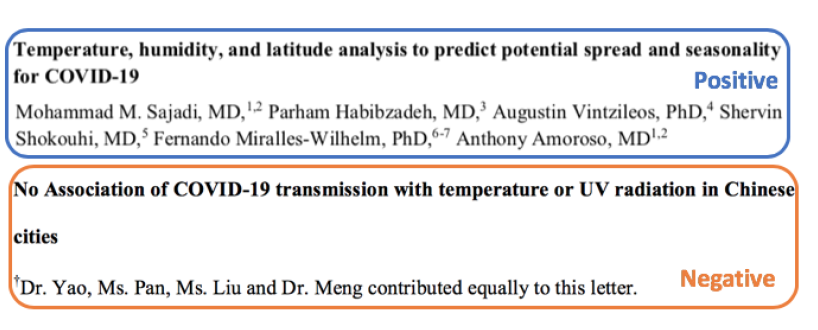 Temperature, humidity, and latitude analysis to predict potential spread and seasonality
for COVID-19
Positive
Mohammad M. Sajadi, MD,1,2 Parham Habibzadeh, MD,3 Augustin Vintzileos, PhD,4 Shervin
Shokouhi, MD,5 Fernando Miralles-Wilhelm, PhD,6-7 Anthony Amoroso, MD1,2
No Association of COVID-19 transmission with temperature or UV radiation in Chinese
cities
†Dr. Yao, Ms. Pan, Ms. Liu and Dr. Meng contributed equally to this letter.
Negative